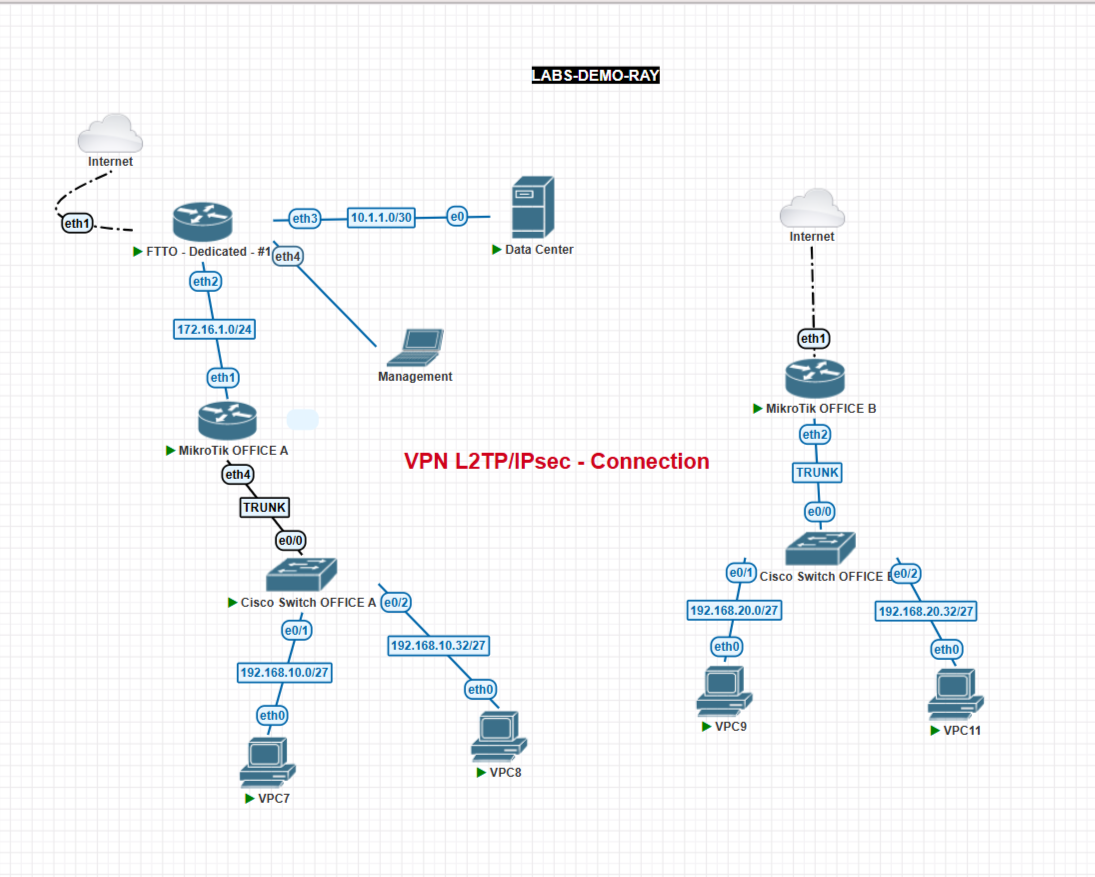 LABS-DEMO-RAY
Internet
eth1
FTTO - Dedicated - #1
eth3
10.1.1.0/30
e0
Data Center
eth4
Management
eth2
172.16.1.0/24
eth1
MikroTik OFFICE A
eth4
TRUNK
e0/0
Cisco Switch OFFICE A
e0/1
192.168.10.0/27
eth0
VPC7
e0/2
192.168.10.32/27
eth0
VPC8
VPN L2TP/IPsec - Connection
Internet
eth1
MikroTik OFFICE B
eth2
TRUNK
e0/0
Cisco Switch OFFICE
e0/1
192.168.20.0/27
eth0
VPC9
e0/2
192.168.20.32/27
eth0
VPC11